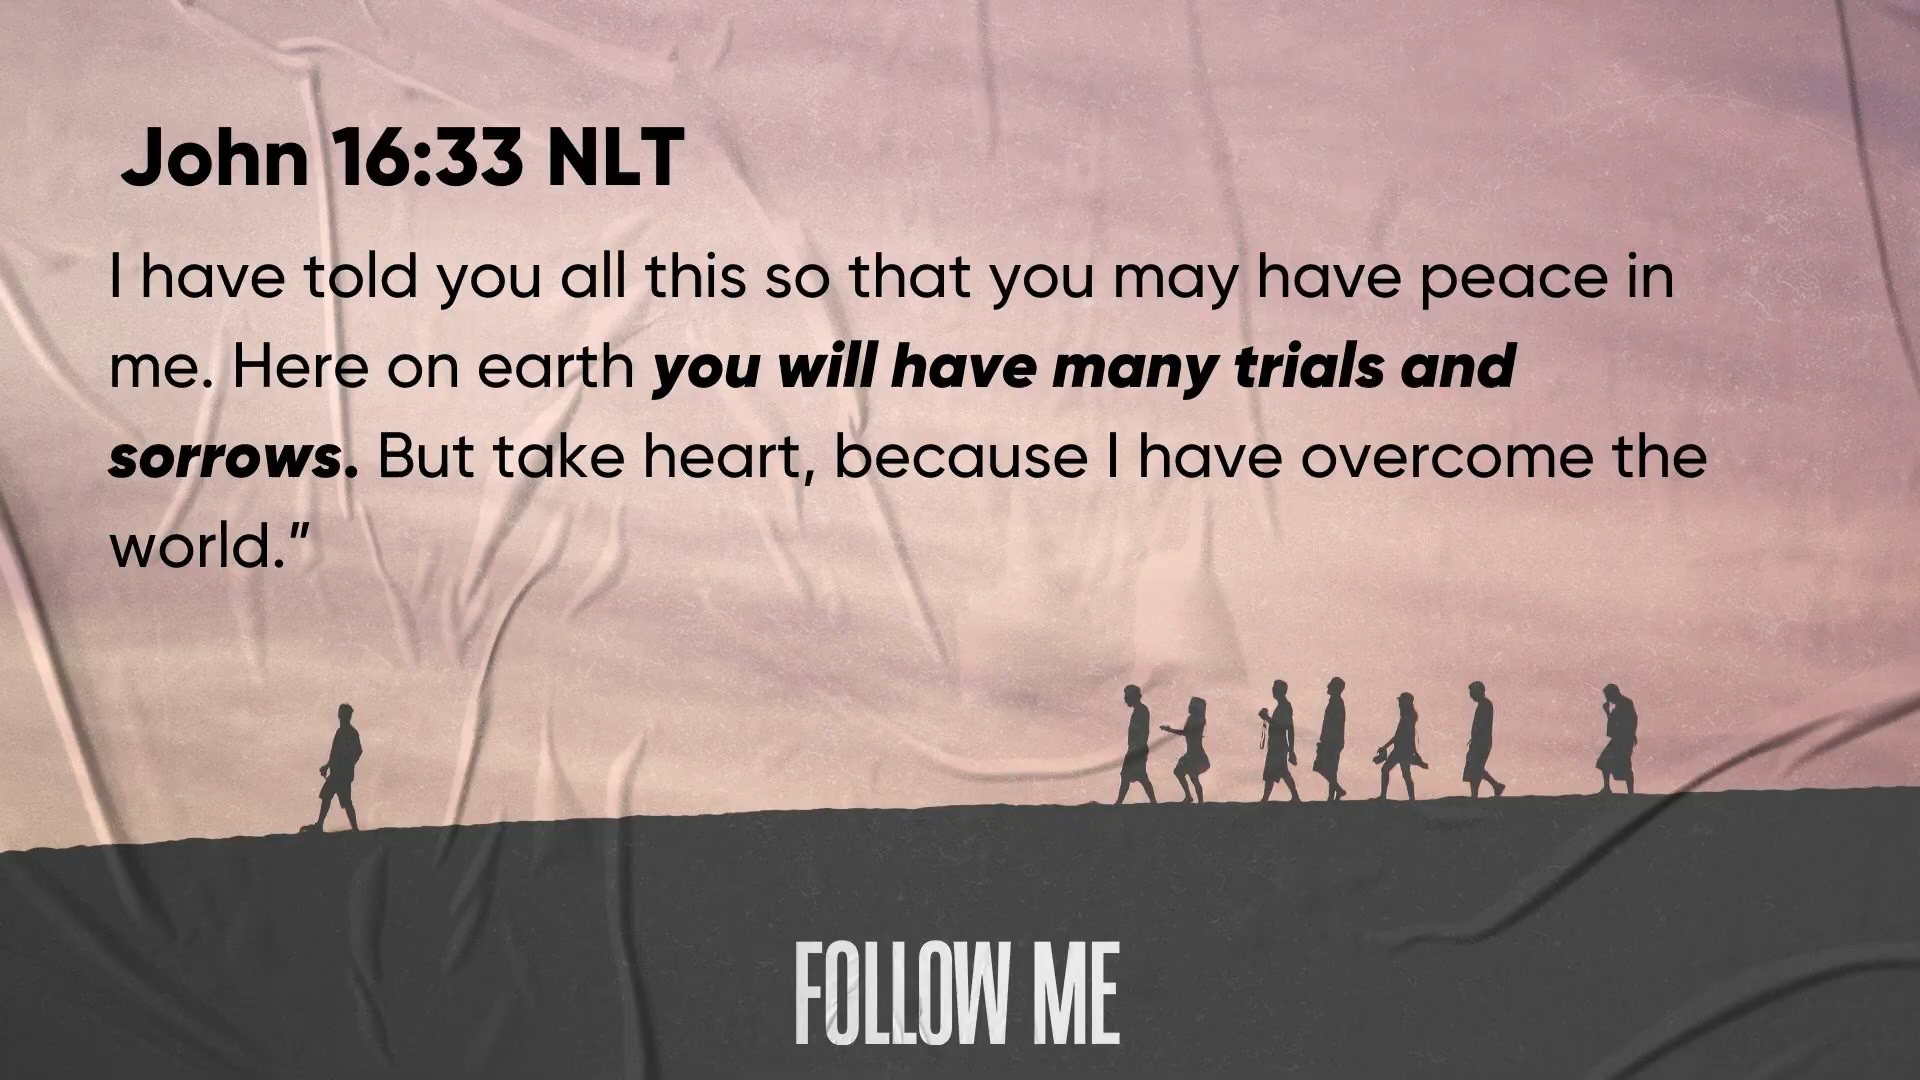 John 16:33 NLT
I have told you all this so that you may have peace in
me. Here on earth you will have many trials and
sorrows. But take heart, because I have overcome the
world.”
FOLLOW ME